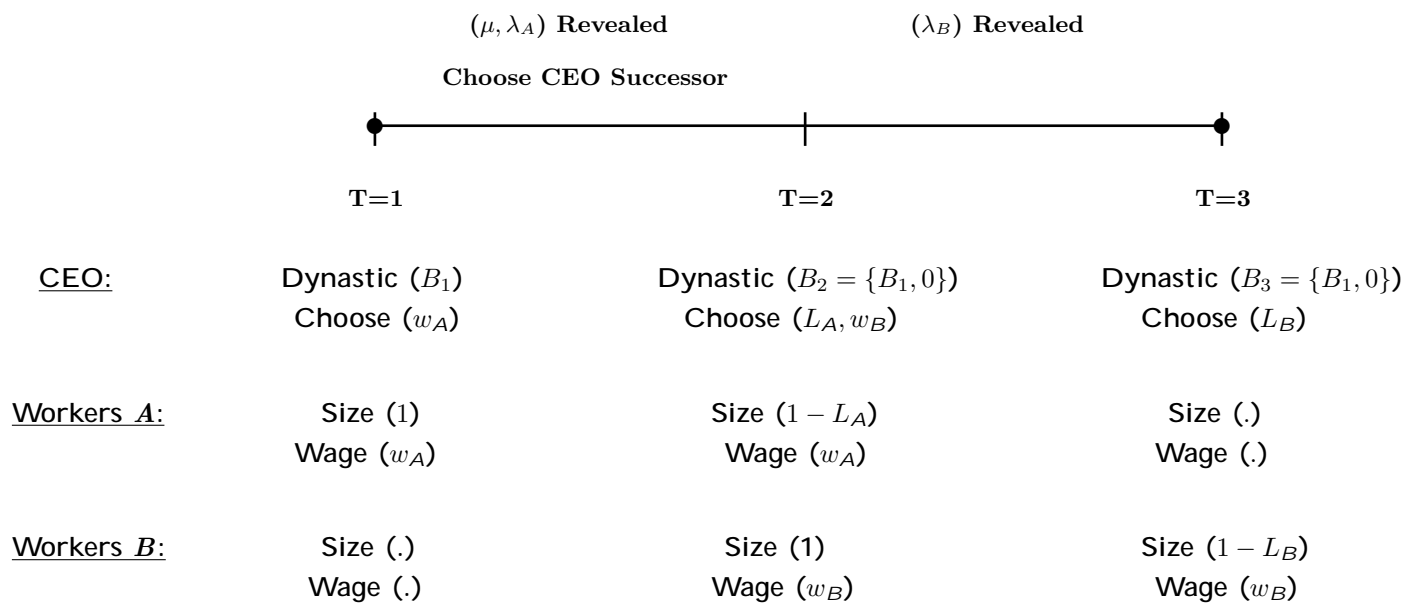 (μ, λ_A) Revealed (λ_B) Revealed
Choose CEO Successor
T=1 T=2 T=3
CEO: Dynastic (B_1) Dynastic (B_2 = {B_1, 0}) Dynastic (B_3 = {B_1, 0})
Choose (w_A) Choose (L_A, w_B) Choose (L_B)
Workers A: Size (1) Size (1 − L_A) Size (.)
Wage (w_A) Wage (w_A) Wage (.)
Workers B: Size (.) Size (1) Size (1 − L_B)
Wage (.) Wage (w_B) Wage (w_B)